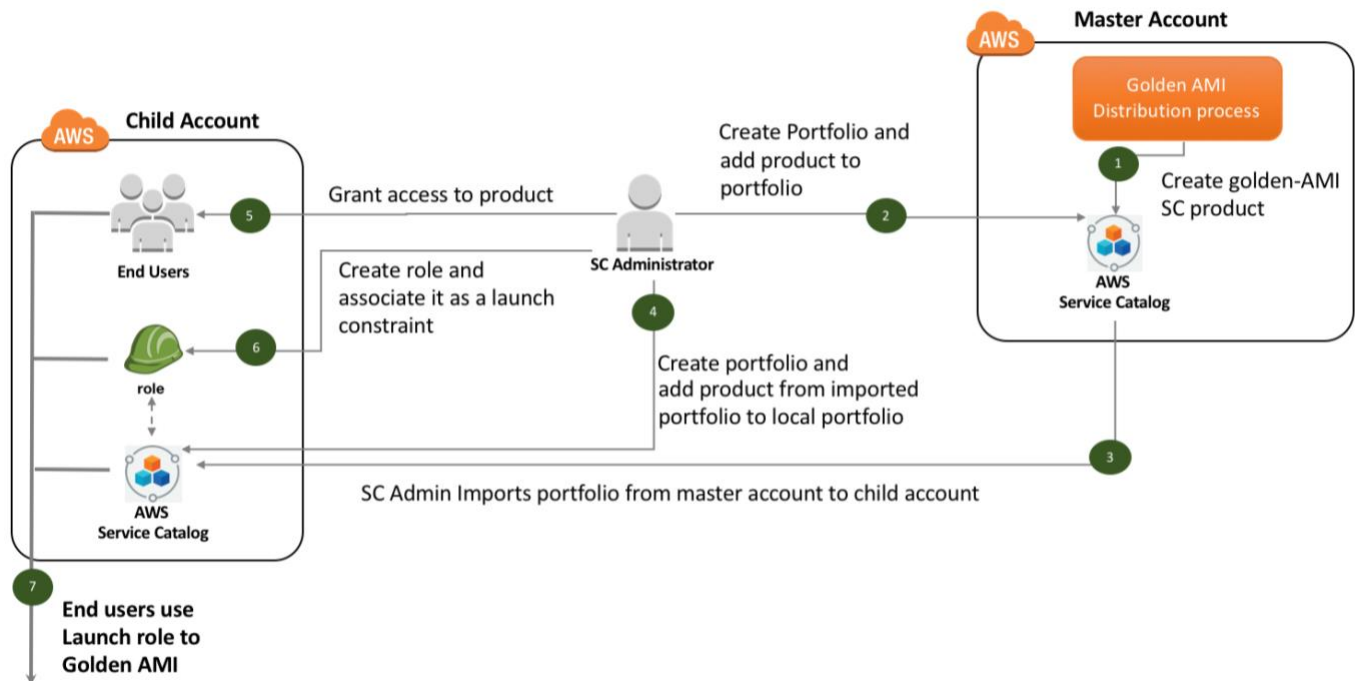 Master Account
AWS
Golden AMI
Distribution process
1
Create golden-AMI
SC product
AWS
Service Catalog
Child Account
AWS
End Users
role
AWS
Service Catalog
SC Administrator
Create Portfolio and
add product to
portfolio
2
Grant access to product
5
Create role and
associate it as a launch
constraint
6
4
Create portfolio and
add product from imported
portfolio to local portfolio
3
SC Admin Imports portfolio from master account to child account
7
End users use
Launch role to
Golden AMI